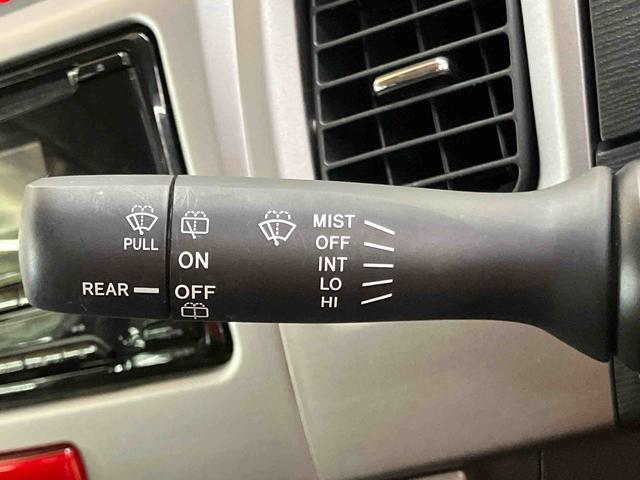 PULL
REAR
ON
OFF
MIST
OFF
INT
LO
HI